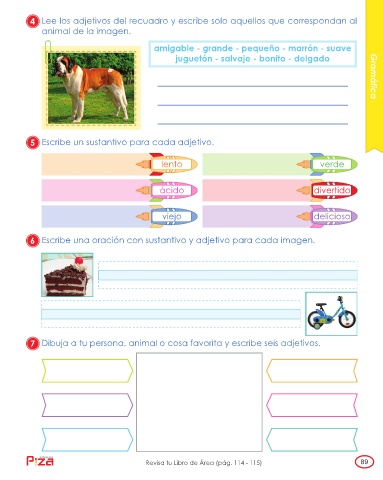 4 Lee los adjetivos del recuadro y escribe solo aquellos que correspondan al
animal de la imagen.
amigable - grande - pequeño - marrón - suave
juguetón - salvaje - bonito - delgado
Gramática
5 Escribe un sustantivo para cada adjetivo.
lento
verde
ácido
divertido
viejo
delicioso
6 Escribe una oración con sustantivo y adjetivo para cada imagen.
7 Dibuja a tu persona, animal o cosa favorita y escribe seis adjetivos.
Piza
Revisa tu Libro de Área (pág. 114 - 115)
89